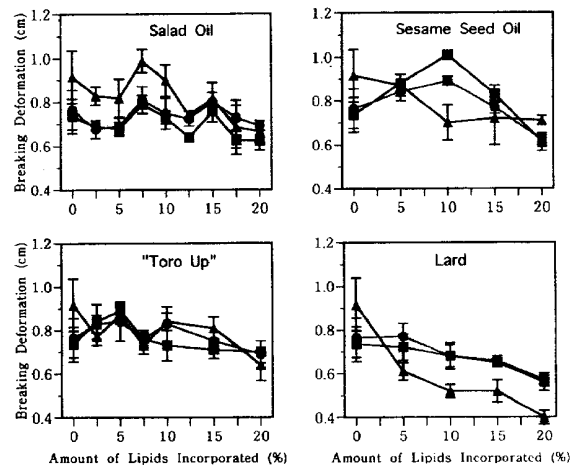 Salad Oil
Sesame Seed Oil
Breaking Deformation (cm)
1.2
1.0
0.8
0.6
0.4
0 5 10 15 20
1.2
1.0
0.8
0.6
0.4
0 5 10 15 20
"Toro Up"
Lard
Breaking Deformation (cm)
1.2
1.0
0.8
0.6
0.4
0 5 10 15 20
1.2
1.0
0.8
0.6
0.4
0 5 10 15 20
Amount of Lipids Incorporated (%)
Amount of Lipids Incorporated (%)